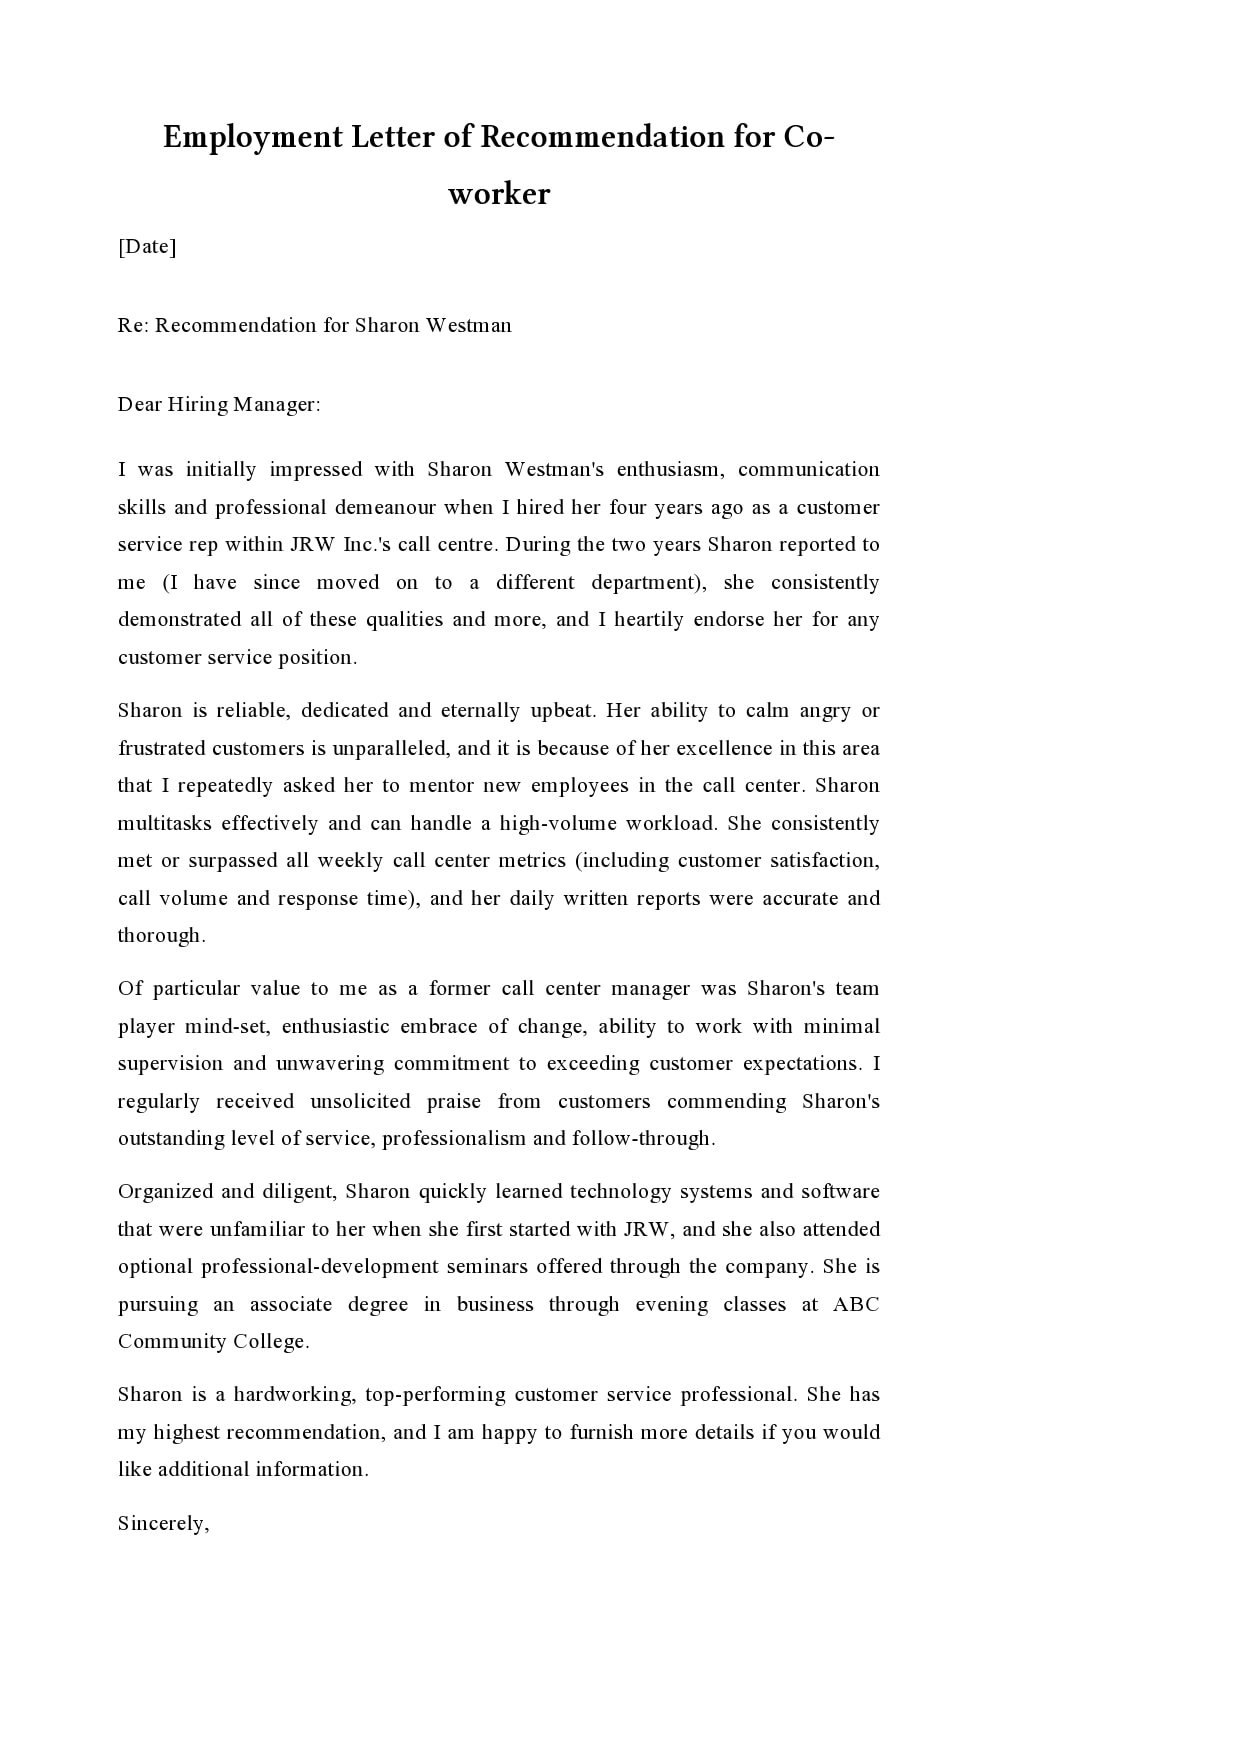 Employment Letter of Recommendation for Co-
worker
[Date]
Re: Recommendation for Sharon Westman
Dear Hiring Manager:
I was initially impressed with Sharon Westman's enthusiasm, communication
skills and professional demeanour when I hired her four years ago as a customer
service rep within JRW Inc.'s call centre. During the two years Sharon reported to
me (I have since moved on to a different department), she consistently
demonstrated all of these qualities and more, and I heartily endorse her for any
customer service position.
Sharon is reliable, dedicated and eternally upbeat. Her ability to calm angry or
frustrated customers is unparalleled, and it is because of her excellence in this area
that I repeatedly asked her to mentor new employees in the call center. Sharon
multitasks effectively and can handle a high-volume workload. She consistently
met or surpassed all weekly call center metrics (including customer satisfaction,
call volume and response time), and her daily written reports were accurate and
thorough.
Of particular value to me as a former call center manager was Sharon's team
player mind-set, enthusiastic embrace of change, ability to work with minimal
supervision and unwavering commitment to exceeding customer expectations. I
regularly received unsolicited praise from customers commending Sharon's
outstanding level of service, professionalism and follow-through.
Organized and diligent, Sharon quickly learned technology systems and software
that were unfamiliar to her when she first started with JRW, and she also attended
optional professional-development seminars offered through the company. She is
pursuing an associate degree in business through evening classes at ABC
Community College.
Sharon is a hardworking, top-performing customer service professional. She has
my highest recommendation, and I am happy to furnish more details if you would
like additional information.
Sincerely,